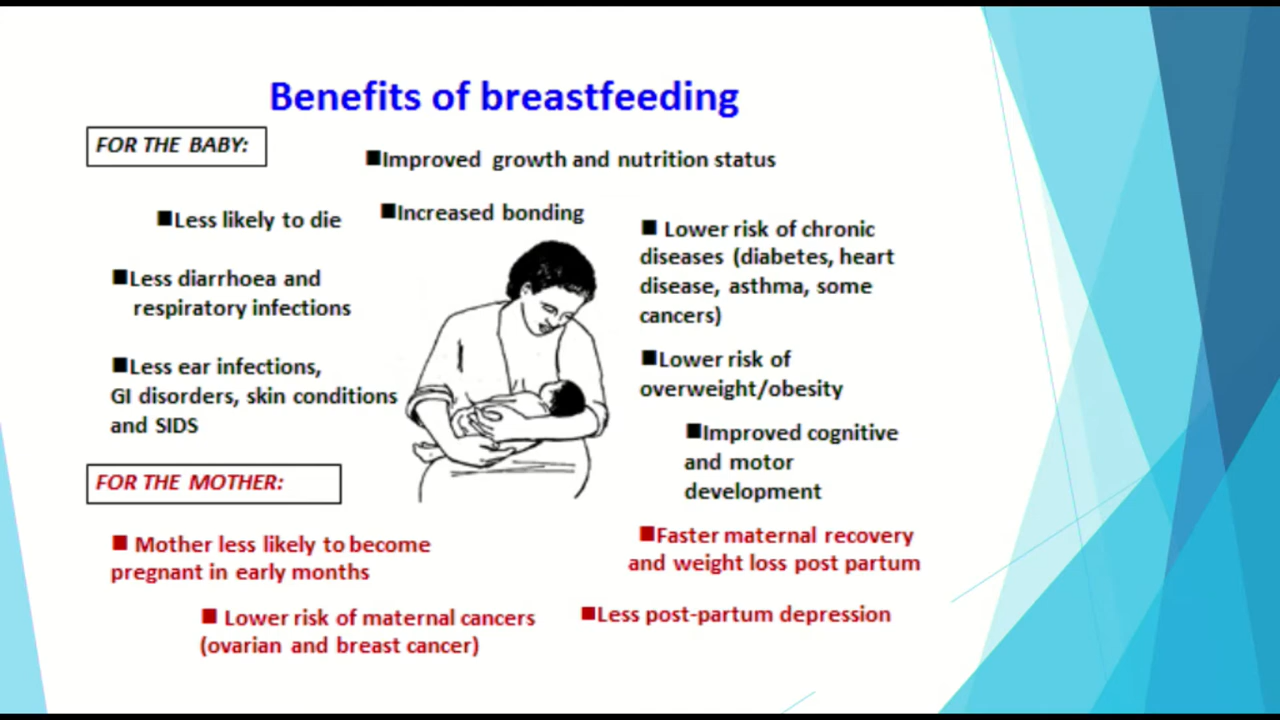 Benefits of breastfeeding
FOR THE BABY:
■Improved growth and nutrition status
■Less likely to die
■Increased bonding
■Less diarrhoea and
respiratory infections
■Less ear infections,
GI disorders, skin conditions
and SIDS
■ Lower risk of chronic
diseases (diabetes, heart
disease, asthma, some
cancers)
■Lower risk of
overweight/obesity
■Improved cognitive
and motor
development
FOR THE MOTHER:
■ Mother less likely to become
pregnant in early months
■Faster maternal recovery
and weight loss post partum
■ Lower risk of maternal cancers
(ovarian and breast cancer)
■Less post-partum depression